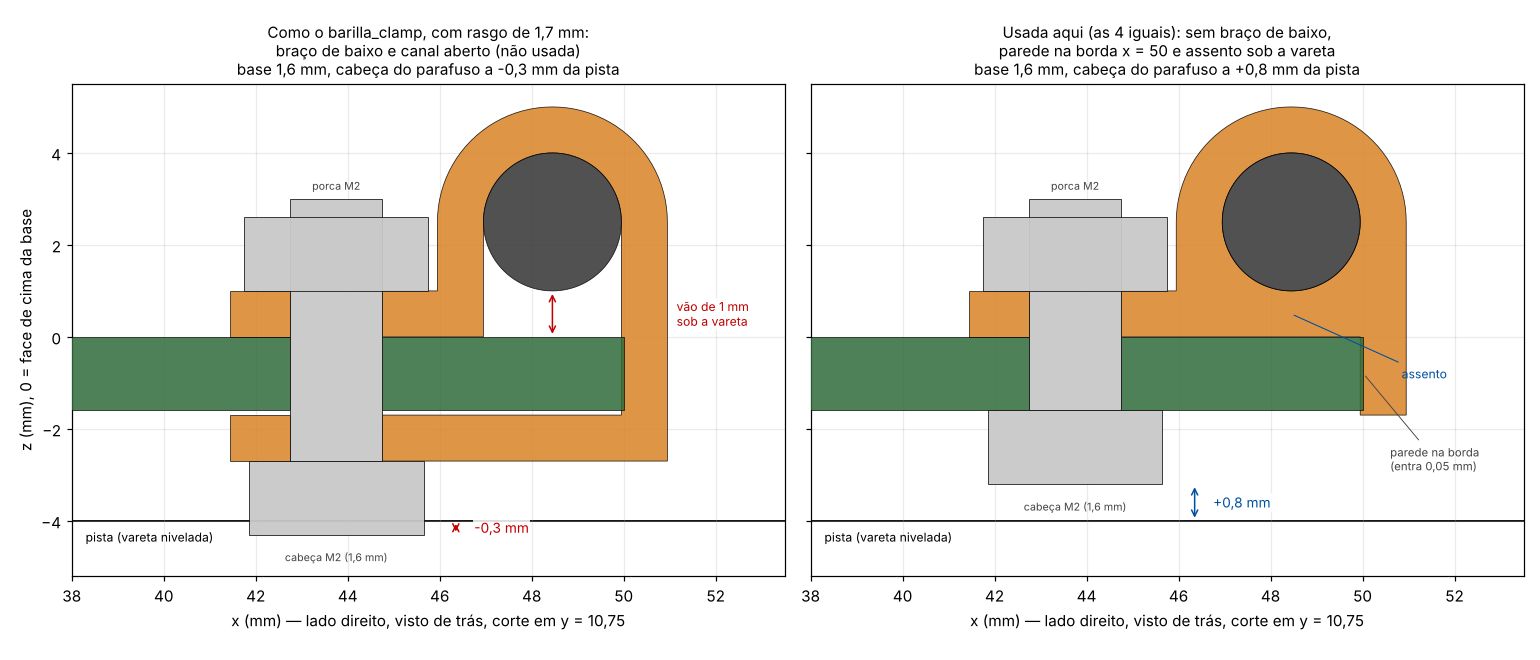 Como o barilla_clamp, com rasgo de 1,7 mm:
braço de baixo e canal aberto (não usada)
base 1,6 mm, cabeça do parafuso a -0,3 mm da pista
Usada aqui (as 4 iguais): sem braço de baixo,
parede na borda x = 50 e assento sob a vareta
base 1,6 mm, cabeça do parafuso a +0,8 mm da pista
z (mm), 0 = face de cima da base
4
2
0
−2
−4
porca M2
vão de 1 mm
sob a vareta
-0,3 mm
pista (vareta nivelada)
cabeça M2 (1,6 mm)
38
40
42
44
46
48
50
52
x (mm) — lado direito, visto de trás, corte em y = 10,75
porca M2
assento
parede na borda
(entra 0,05 mm)
cabeça M2 (1,6 mm)
+0,8 mm
pista (vareta nivelada)
38
40
42
44
46
48
50
52
x (mm) — lado direito, visto de trás, corte em y = 10,75